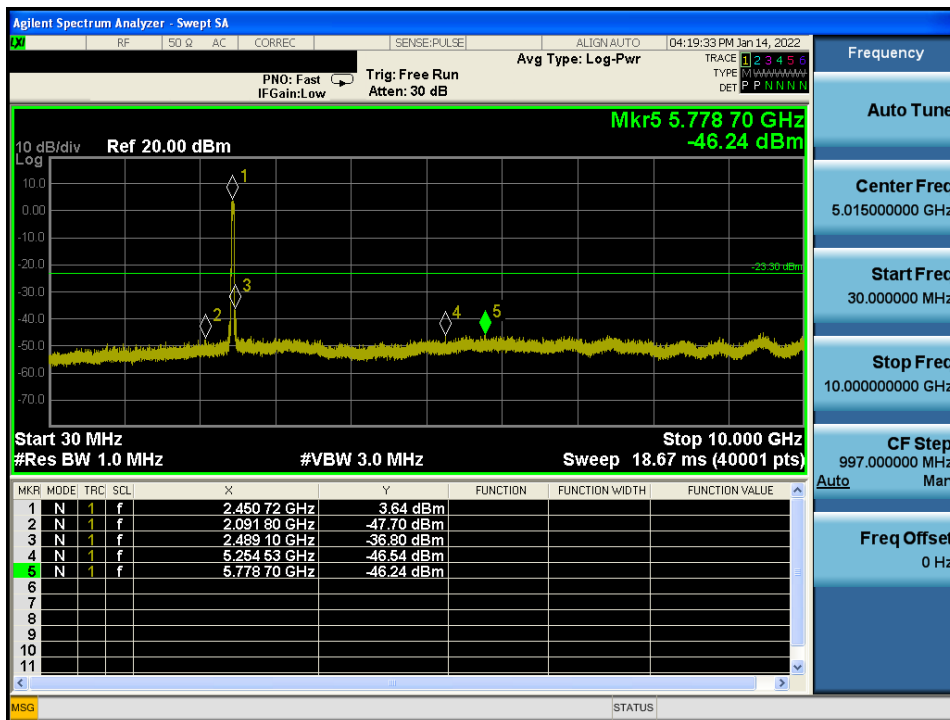 Agilent Spectrum Analyzer - Swept SA
LXI RF 50 Ω AC CORREC SENSE:PULSE ALIGN AUTO 04:19:33 PM Jan 14, 2022
Frequency
Avg Type: Log-Pwr
TRACE 1 2 3 4 5 6
PNO: Fast Trig: Free Run
TYPE M W W W W W
IFGain:Low Atten: 30 dB
DET P P N N N N
Auto Tune
Mkr5 5.778 70 GHz
10 dB/div Ref 20.00 dBm -46.24 dBm
Log
10.0
0.00
-10.0
-20.0
-30.0
-40.0
-50.0
-60.0
-70.0
1
2
3
4
5
-23.30 dBm
Center Freq
5.015000000 GHz
Start Freq
30.000000 MHz
Stop Freq
10.000000000 GHz
Start 30 MHz Stop 10.000 GHz
#Res BW 1.0 MHz #VBW 3.0 MHz Sweep 18.67 ms (40001 pts)
CF Step
997.000000 MHz
Auto Man
MKR MODE TRC SCL X Y FUNCTION FUNCTION WIDTH FUNCTION VALUE
1 N 1 f 2.450 72 GHz 3.64 dBm
2 N 1 f 2.091 80 GHz -47.70 dBm
3 N 1 f 2.489 10 GHz -36.80 dBm
4 N 1 f 5.254 53 GHz -46.54 dBm
5 N 1 f 5.778 70 GHz -46.24 dBm
6
7
8
9
10
11
Freq Offset
0 Hz
MSG STATUS